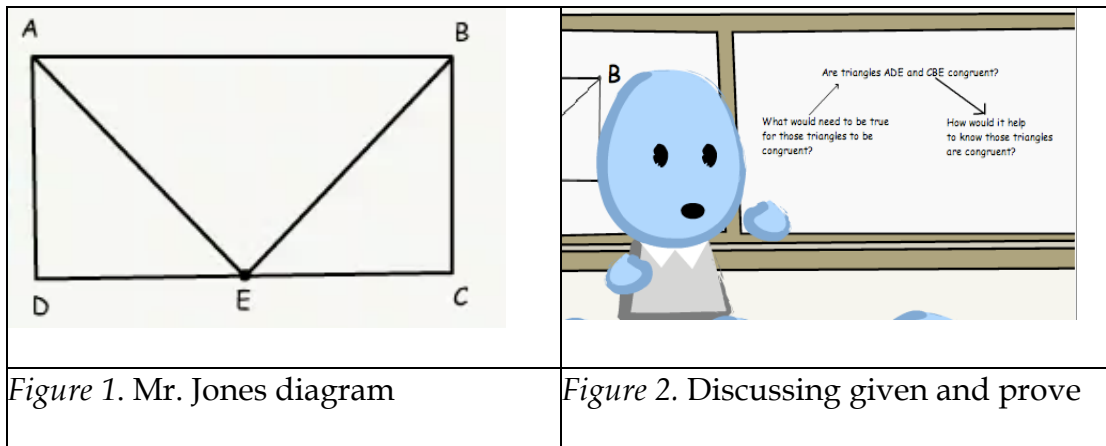 A
B
D
E
C
B
Are triangles ADE and CBE congruent?
What would need to be true
for those triangles to be
congruent?
How would it help
to know those triangles
are congruent?
Figure 1. Mr. Jones diagram
Figure 2. Discussing given and prove